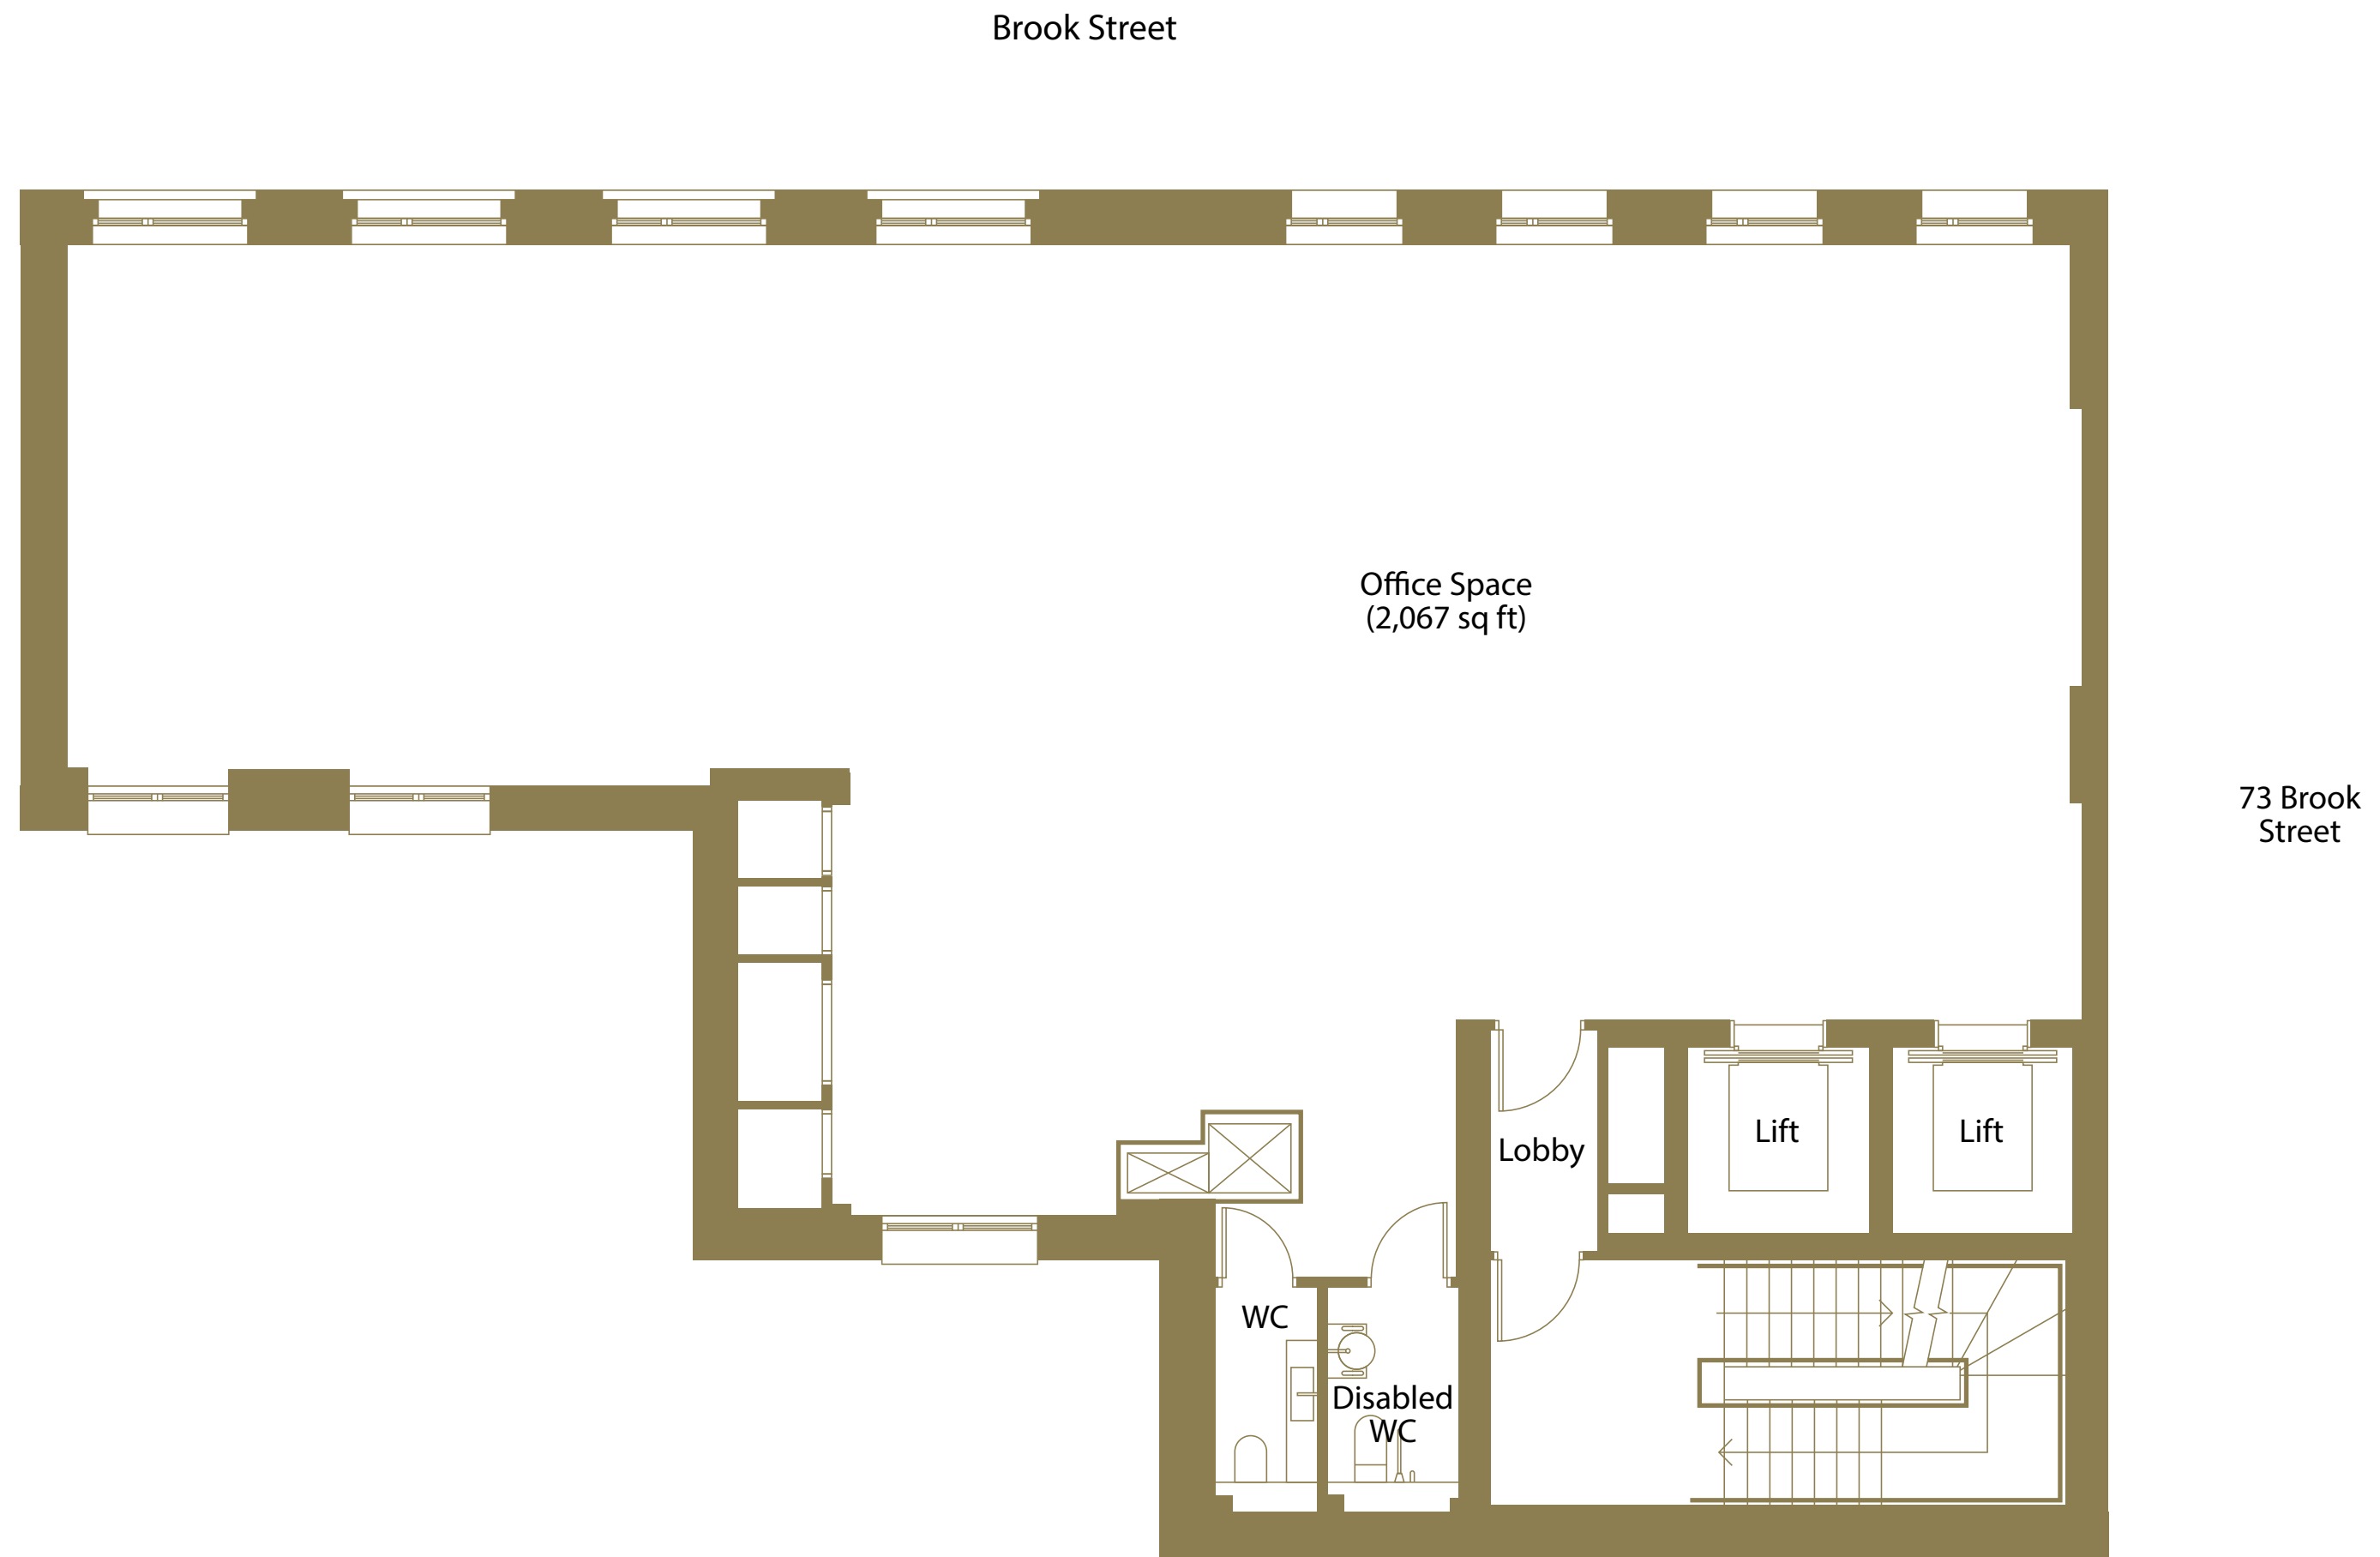 Brook Street
Office Space
(2,067 sq ft)
73 Brook
Street
Lift
Lift
Lobby
WC
Disabled
WC